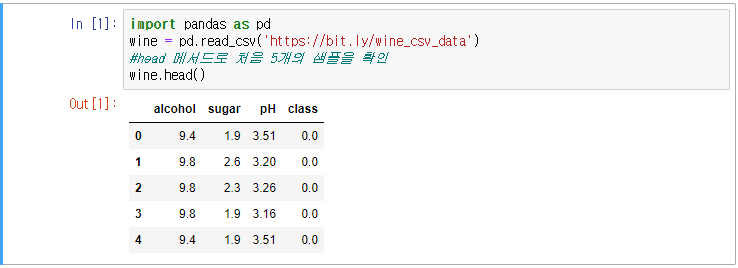 In [1]: import pandas as pd
wine = pd.read_csv('https://bit.ly/wine_csv_data')
#head 메서드로 처음 5개의 샘플을 확인
wine.head()
Out[1]:
alcohol sugar pH class
0 9.4 1.9 3.51 0.0
1 9.8 2.6 3.20 0.0
2 9.8 2.3 3.26 0.0
3 9.8 1.9 3.16 0.0
4 9.4 1.9 3.51 0.0